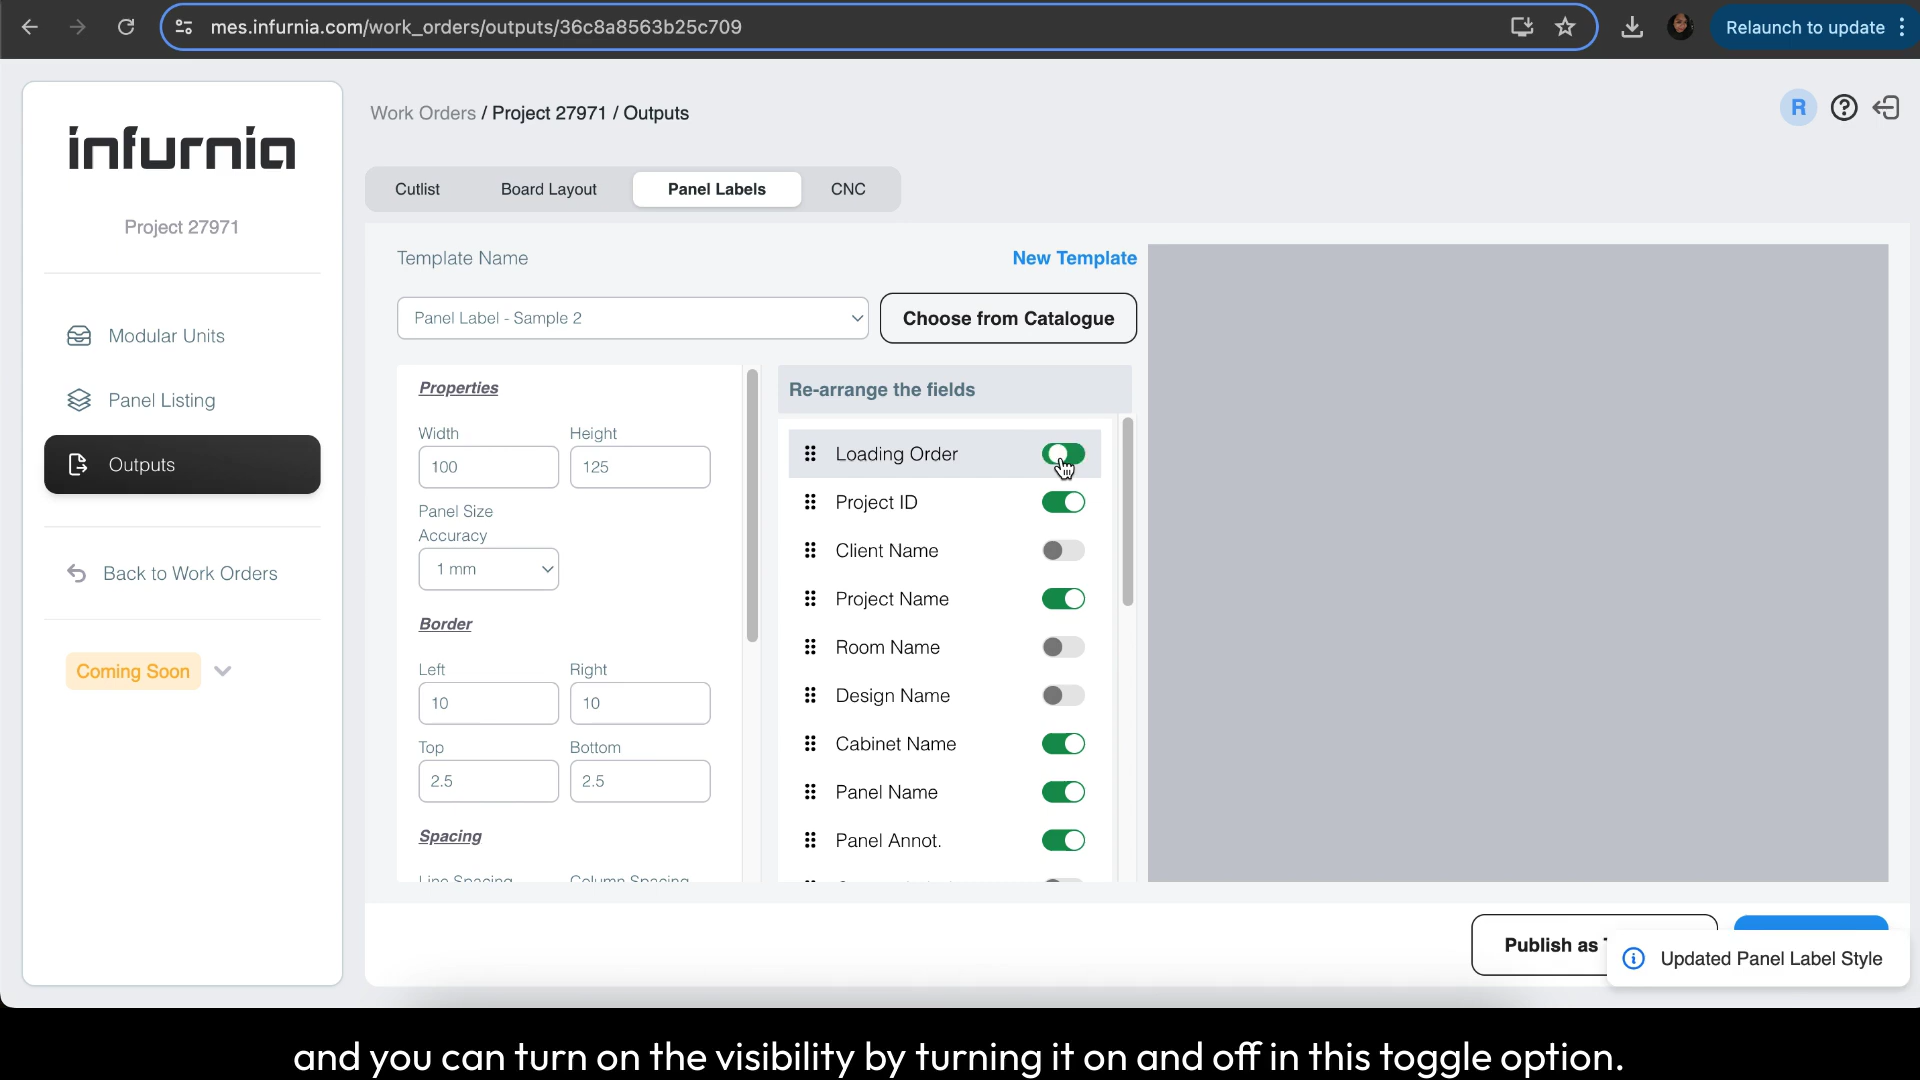 mes.infurnia.com/work_orders/outputs/36c8a8563b25c709
Relaunch to update
infurnia
Project 27971
Modular Units
Panel Listing
Outputs
Back to Work Orders
Coming Soon
Work Orders / Project 27971 / Outputs
R
Cutlist
Board Layout
Panel Labels
CNC
Template Name
New Template
Panel Label - Sample 2
Choose from Catalogue
Properties
Width
Height
100
125
Panel Size
Accuracy
1 mm
Border
Left
Right
10
10
Top
Bottom
2.5
2.5
Spacing
Line Spacing
Column Spacing
Re-arrange the fields
Loading Order
Project ID
Client Name
Project Name
Room Name
Design Name
Cabinet Name
Panel Name
Panel Annot.
Publish as
Updated Panel Label Style
and you can turn on the visibility by turning it on and off in this toggle option.